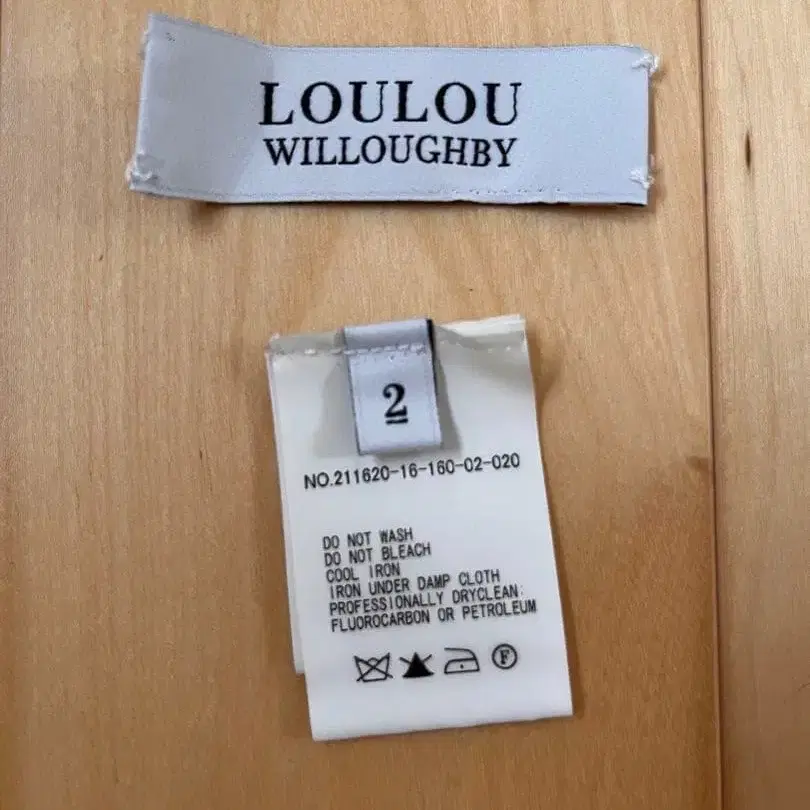 LOULOU
WILLOUGHBY
2
NO.211620-16-160-02-020
DO NOT WASH
DO NOT BLEACH
COOL IRON
IRON UNDER DAMP CLOTH
PROFESSIONALLY DRYCLEAN:
FLUOROCARBON OR PETROLEUM
F